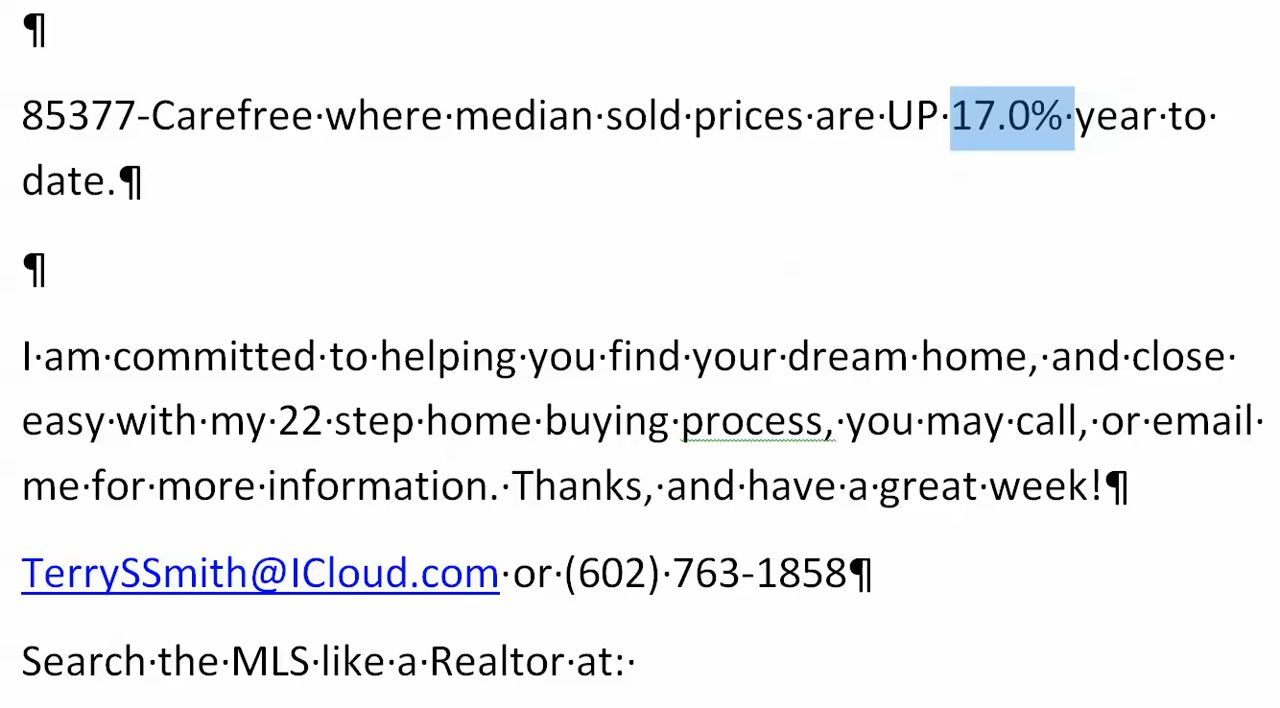 ¶
85377-Carefree·where·median·sold·prices·are·UP·17.0%·year·to·
date.¶
¶
I·am·committed·to·helping·you·find·your·dream·home,·and·close·
easy·with·my·22·step·home·buying·process,·you·may·call,·or·email·
me·for·more·information.·Thanks,·and·have·a·great·week!¶
TerrySSmith@ICloud.com·or·(602)·763-1858¶
Search·the·MLS·like·a·Realtor·at:·